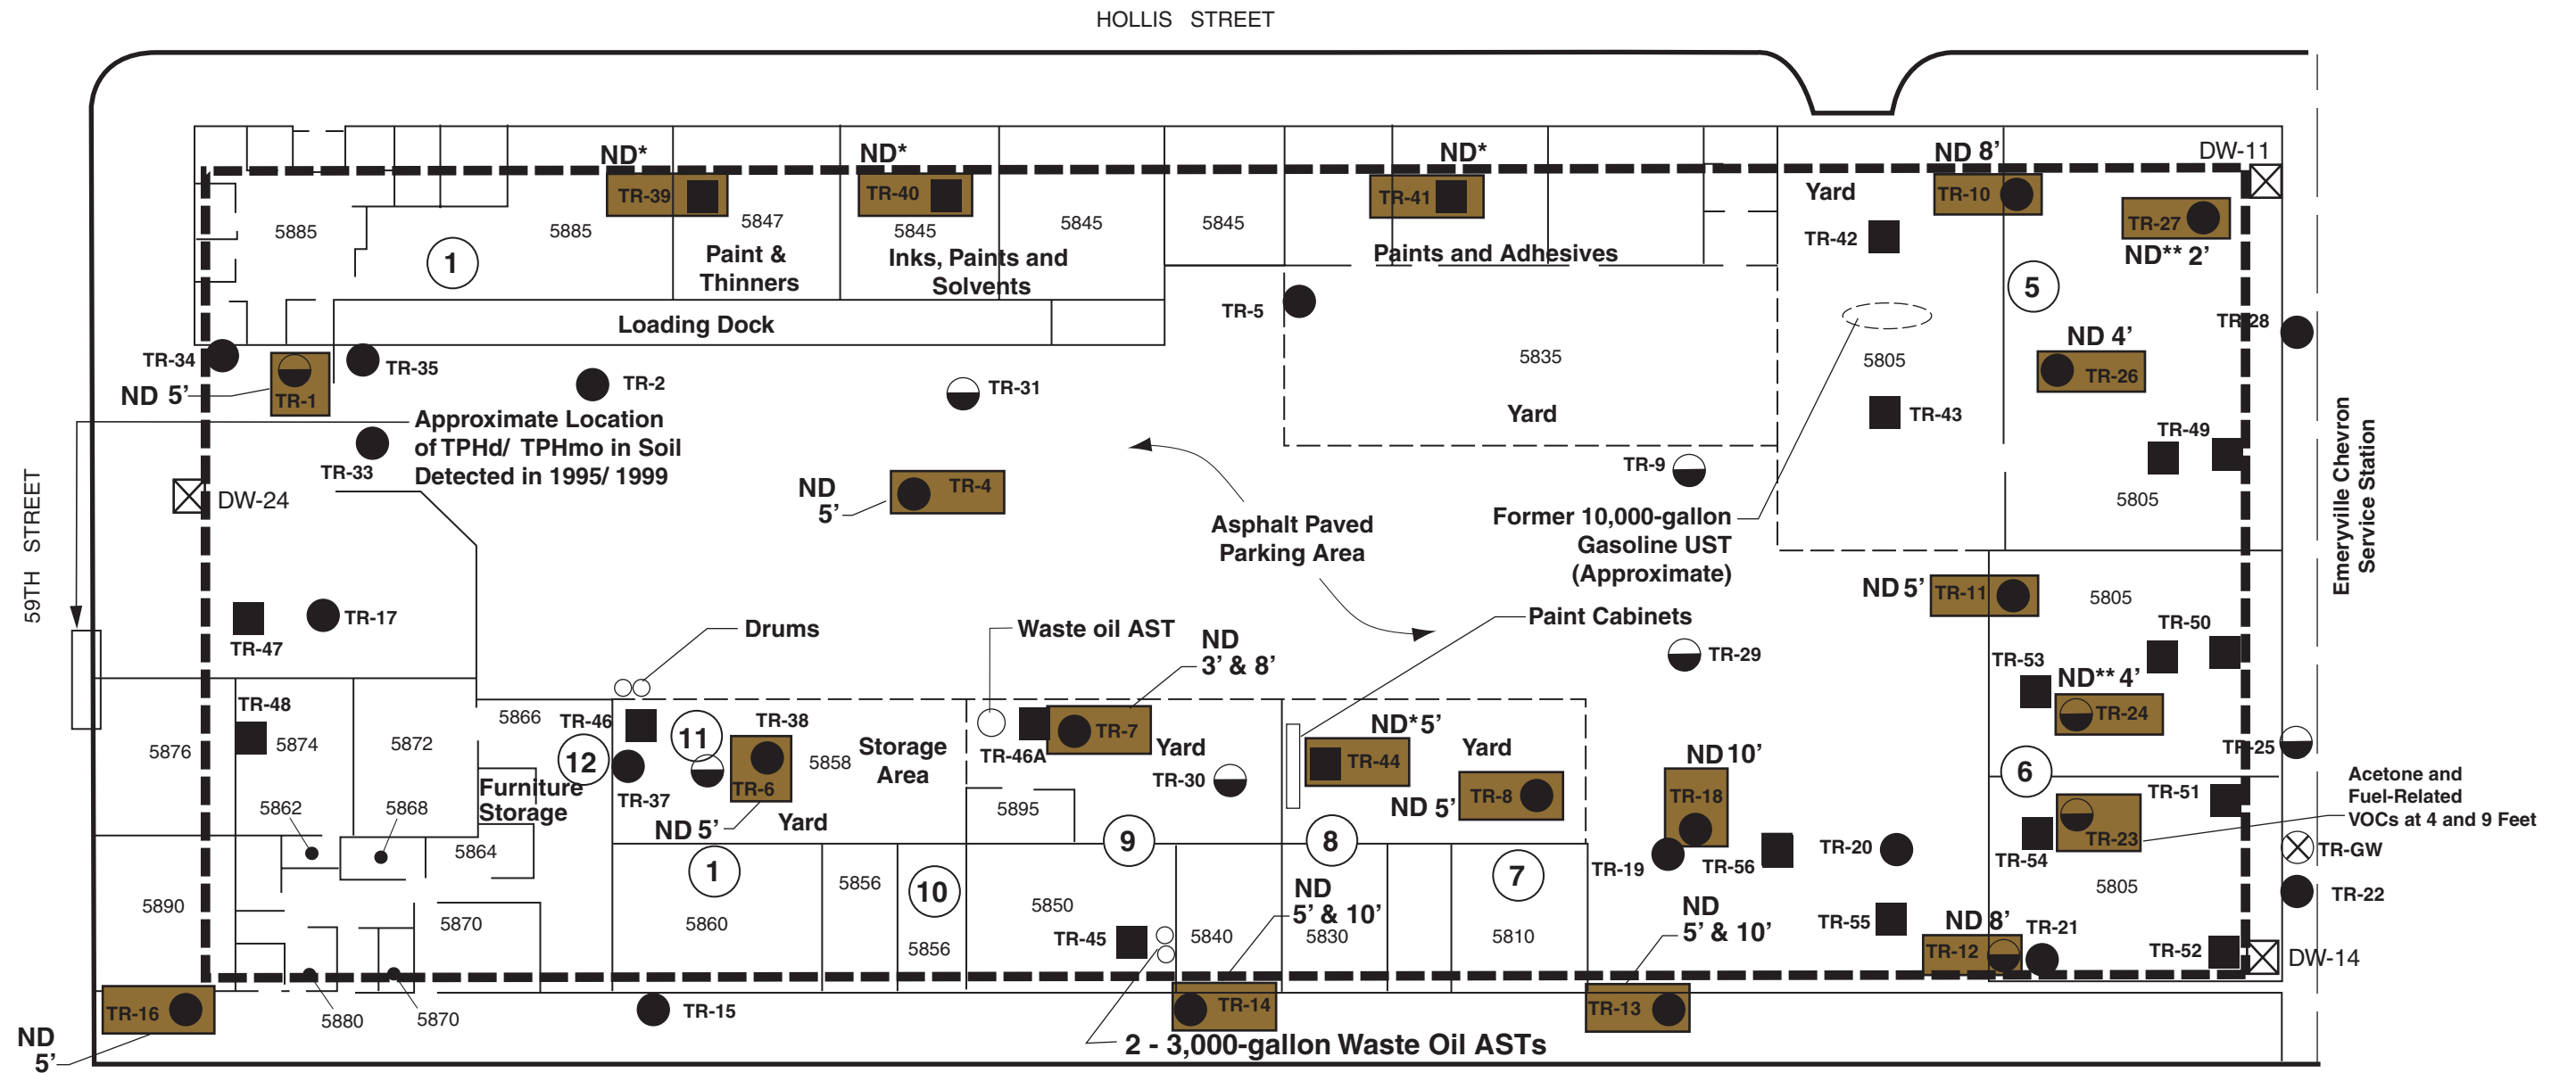 HOLLIS STREET
ND*
ND*
ND*
ND 8’
DW-11
TR-39
TR-40
TR-41
Yard
TR-10
TR-27
5885
5885
5847
5845
5845
5845
TR-42
ND** 2’
1
Paint &
Thinners
Inks, Paints and
Solvents
Paints and Adhesives
5
Loading Dock
TR-5
TR-28
ND 4’
TR-34
TR-35
TR-2
TR-31
5835
5805
TR-26
ND 5’
TR-1
Yard
TR-43
Approximate Location
of TPHd/ TPHmo in Soil
Detected in 1995/ 1999
TR-33
TR-49
TR-9
ND
5’
TR-4
5805
DW-24
Asphalt Paved
Parking Area
Former 10,000-gallon
Gasoline UST
(Approximate)
59TH STREET
Emeryville Chevron
Service Station
ND 5’
TR-11
5805
TR-17
TR-47
Drums
Waste oil AST
ND
3’ & 8’
Paint Cabinets
TR-50
TR-29
TR-53
ND** 4’
TR-48
5866
TR-46
11
TR-38
TR-24
5876
5874
5872
12
5858
Storage
Area
TR-46A
TR-7
Yard
ND* 5’
TR-44
Yard
ND 10’
TR-25
TR-30
6
Furniture
Storage
TR-37
TR-6
TR-8
TR-18
TR-51
Acetone and
Fuel-Related
VOCs at 4 and 9 Feet
5862
5868
ND 5’
Yard
5895
ND 5’
TR-23
5864
9
8
TR-19
TR-56
TR-20
TR-54
TR-GW
1
5856
10
7
5805
TR-22
5890
5870
5860
5856
5850
ND
5’ & 10’
ND
5’ & 10’
TR-45
5840
5830
5810
TR-55
ND 8’
TR-21
TR-12
TR-52
DW-14
TR-16
5880
5870
TR-15
TR-14
TR-13
ND
5’
2 - 3,000-gallon Waste Oil ASTs